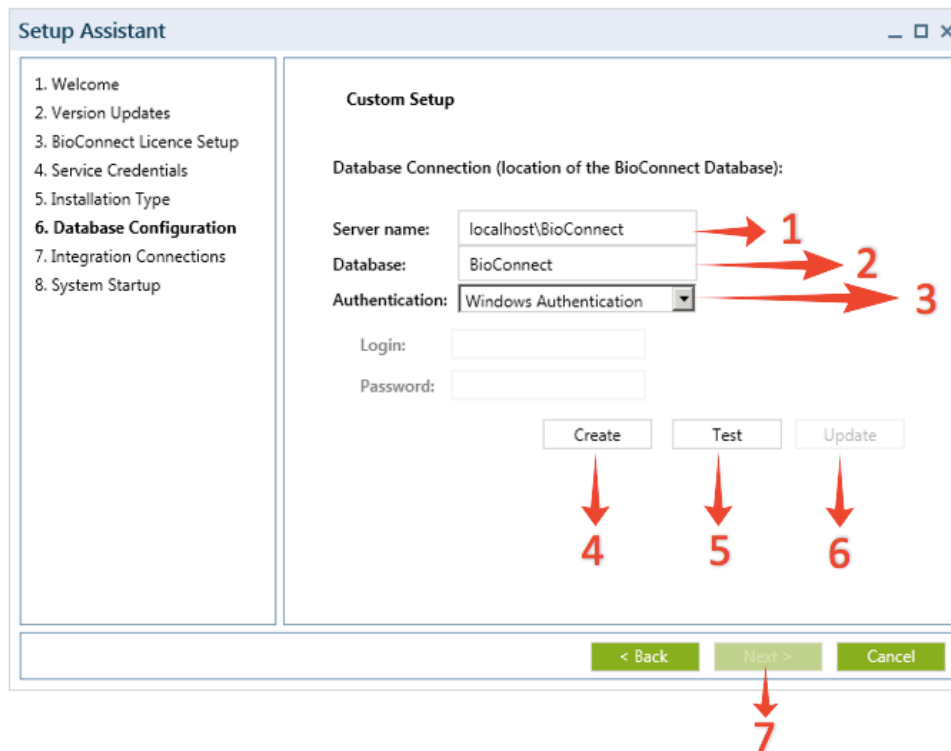 Setup Assistant
1. Welcome
2. Version Updates
3. BioConnect Licence Setup
4. Service Credentials
5. Installation Type
6. Database Configuration
7. Integration Connections
8. System Startup
Custom Setup
Database Connection (location of the BioConnect Database):
Server name: localhost\BioConnect 1
Database: BioConnect 2
Authentication: Windows Authentication 3
Login:
Password:
Create Test Update
4 5 6
< Back Next > Cancel
7